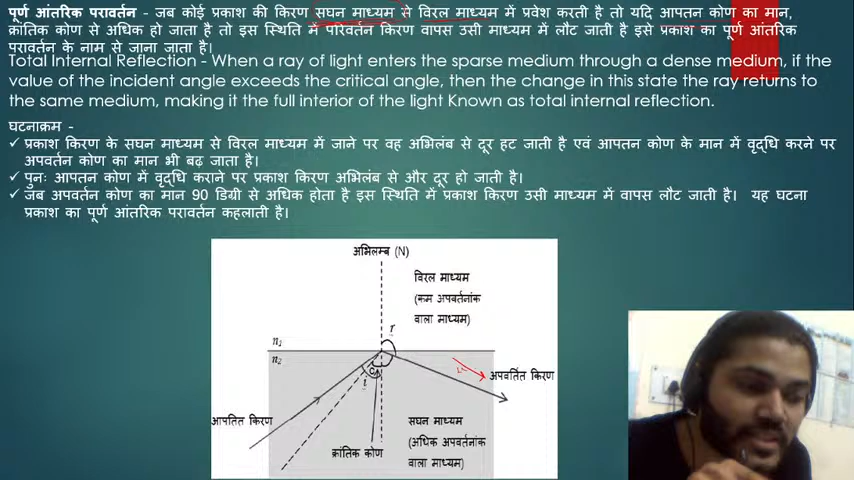 पूर्ण आंतरिक परावर्तन - जब कोई प्रकाश की किरण सघन माध्यम से विरल माध्यम में प्रवेश करती है तो यदि आपतन कोण का मान,
क्रांतिक कोण से अधिक हो जाता है तो इस स्थिति में परिवर्तन किरण वापस उसी माध्यम में लौट जाती है इसे प्रकाश का पूर्ण आंतरिक
परावर्तन के नाम से जाना जाता है।
Total Internal Reflection - When a ray of light enters the sparse medium through a dense medium, if the
value of the incident angle exceeds the critical angle, then the change in this state the ray returns to
the same medium, making it the full interior of the light Known as total internal reflection.
घटनाक्रम -
✓ प्रकाश किरण के सघन माध्यम से विरल माध्यम में जाने पर वह अभिलंब से दूर हट जाती है एवं आपतन कोण के मान में वृद्धि करने पर
अपवर्तन कोण का मान भी बढ़ जाता है।
✓ पुनः आपतन कोण में वृद्धि कराने पर प्रकाश किरण अभिलंब से और दूर हो जाती है।
✓ जब अपवर्तन कोण का मान 90 डिग्री से अधिक होता है इस स्थिति में प्रकाश किरण उसी माध्यम में वापस लौट जाती है। यह घटना
प्रकाश का पूर्ण आंतरिक परावर्तन कहलाती है।
अभिलम्ब (N)
विरल माध्यम
(कम अपवर्तनांक
वाला माध्यम)
r
n₁
n₂
C
i
अपवर्तित किरण
आपतित किरण
सघन माध्यम
(अधिक अपवर्तनांक
वाला माध्यम)
क्रांतिक कोण